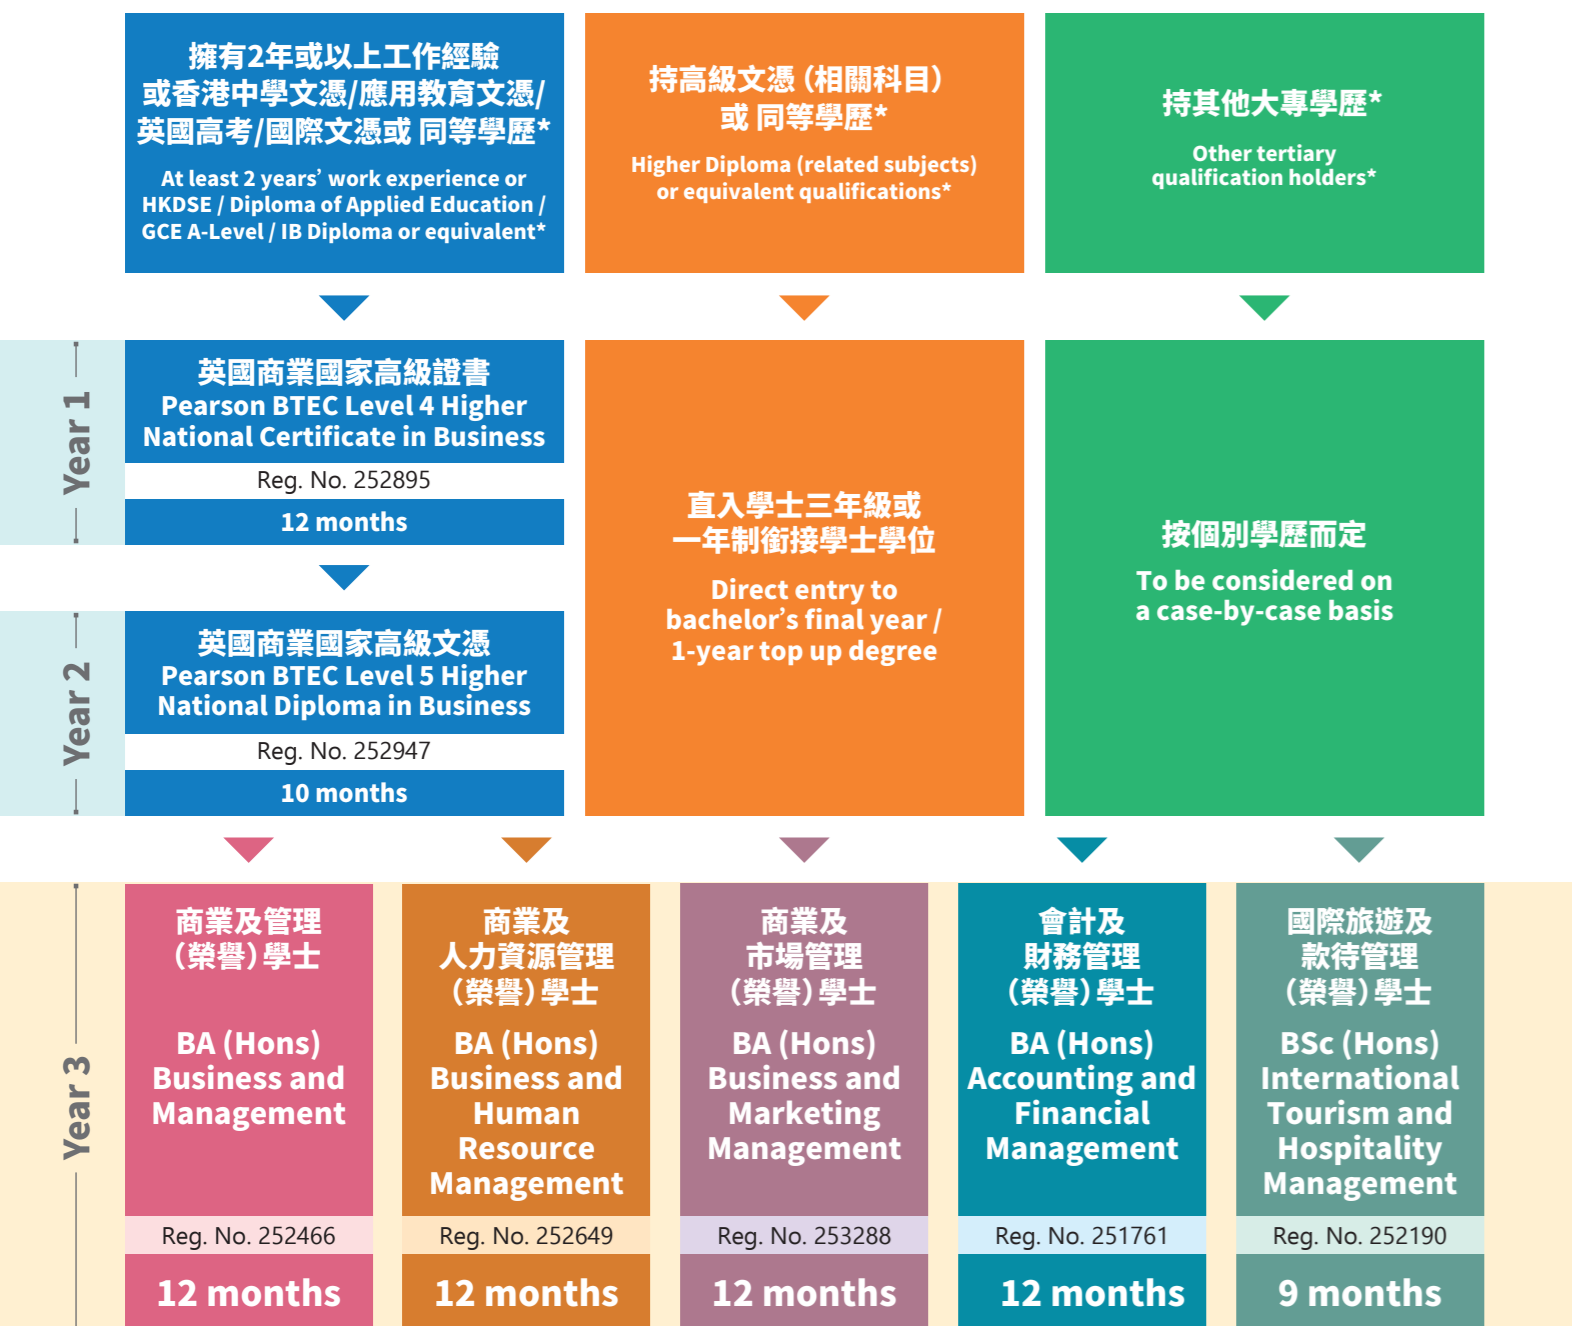 擁有2年或以上工作經驗
或香港中學文憑/應用教育文憑/
英國高考/國際文憑或 同等學歷*
At least 2 years’ work experience or
HKDSE / Diploma of Applied Education /
GCE A-Level / IB Diploma or equivalent*
持高級文憑 (相關科目)
或 同等學歷*
Higher Diploma (related subjects)
or equivalent qualifications*
持其他大專學歷*
Other tertiary
qualification holders*
Year 1
英國商業國家高級證書
Pearson BTEC Level 4 Higher
National Certificate in Business
Reg. No. 252895
12 months
Year 2
英國商業國家高級文憑
Pearson BTEC Level 5 Higher
National Diploma in Business
Reg. No. 252947
10 months
直入學士三年級或
一年制銜接學士學位
Direct entry to
bachelor’s final year /
1-year top up degree
按個別學歷而定
To be considered on
a case-by-case basis
Year 3
商業及管理
(榮譽)學士
BA (Hons)
Business and
Management
Reg. No. 252466
12 months
商業及
人力資源管理
(榮譽)學士
BA (Hons)
Business and
Human
Resource
Management
Reg. No. 252649
12 months
商業及
市場管理
(榮譽)學士
BA (Hons)
Business and
Marketing
Management
Reg. No. 253288
12 months
會計及
財務管理
(榮譽)學士
BA (Hons)
Accounting and
Financial
Management
Reg. No. 251761
12 months
國際旅遊及
款待管理
(榮譽)學士
BSc (Hons)
International
Tourism and
Hospitality
Management
Reg. No. 252190
9 months